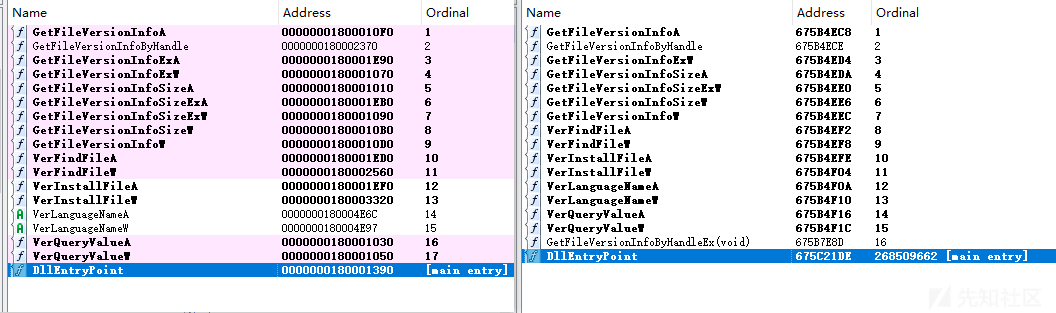 Name Address Ordinal
GetFileVersionInfoA 00000001800010F0 1
GetFileVersionInfoByHandle 0000000180002370 2
GetFileVersionInfoExA 0000000180001E90 3
GetFileVersionInfoExW 0000000180001070 4
GetFileVersionInfoSizeA 0000000180001010 5
GetFileVersionInfoSizeExA 0000000180001EB0 6
GetFileVersionInfoSizeExW 0000000180001090 7
GetFileVersionInfoSizeW 00000001800010B0 8
GetFileVersionInfoW 00000001800010D0 9
VerFindFileA 0000000180001ED0 10
VerFindFileW 0000000180002560 11
VerInstallFileA 0000000180001EF0 12
VerInstallFileW 0000000180003320 13
VerLanguageNameA 0000000180004E6C 14
VerLanguageNameW 0000000180004E97 15
VerQueryValueA 0000000180001030 16
VerQueryValueW 0000000180001050 17
DllEntryPoint 0000000180001390 [main entry]
Name Address Ordinal
GetFileVersionInfoA 675B4EC8 1
GetFileVersionInfoByHandle 675B4ECE 2
GetFileVersionInfoExW 675B4ED4 3
GetFileVersionInfoSizeA 675B4EDA 4
GetFileVersionInfoSizeExW 675B4EE0 5
GetFileVersionInfoSizeW 675B4EE6 6
GetFileVersionInfoW 675B4EEC 7
VerFindFileA 675B4EF2 8
VerFindFileW 675B4EF8 9
VerInstallFileA 675B4EFE 10
VerInstallFileW 675B4F04 11
VerLanguageNameA 675B4F0A 12
VerLanguageNameW 675B4F10 13
VerQueryValueA 675B4F16 14
VerQueryValueW 675B4F1C 15
GetFileVersionInfoByHandleEx(void) 675B7E8D 16
DllEntryPoint 675C21DE 268509662 [main entry]
先知社区